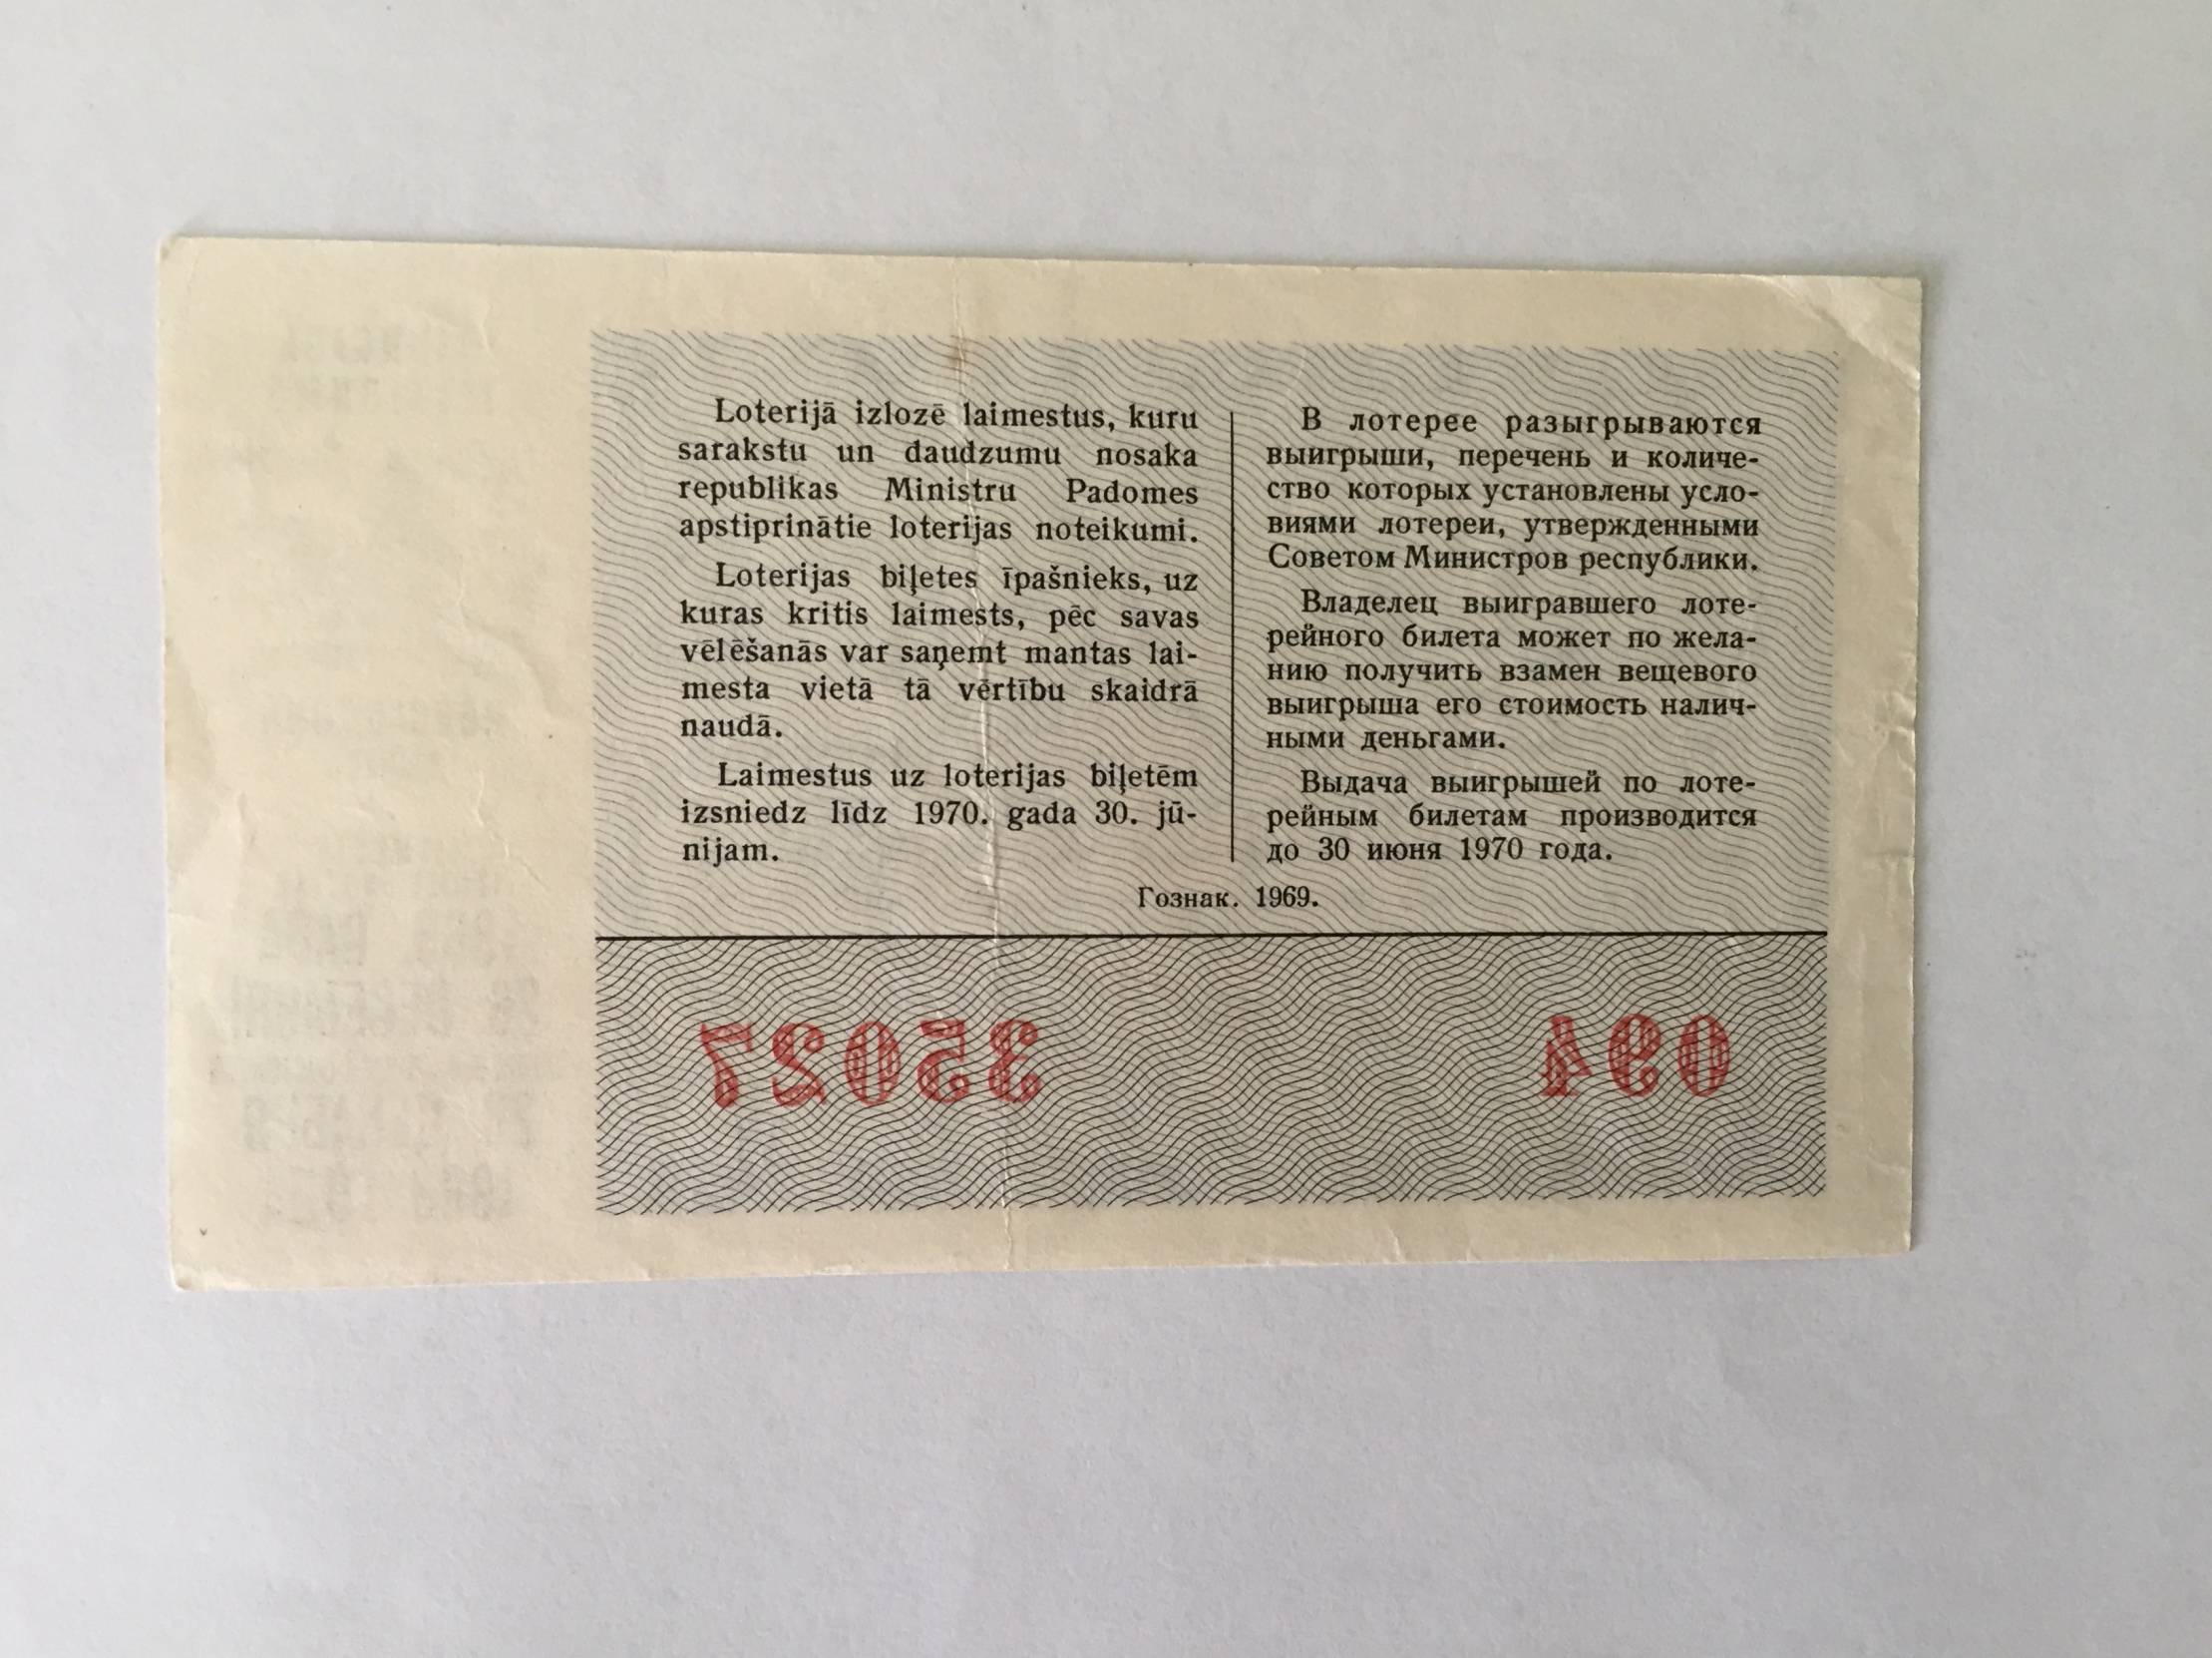 Loterijā izlozē laimestus, kuru
sarakstu un daudzumu nosaka
republikas Ministru Padomes
apstiprinātie loterijas noteikumi.
Loterijas biļetes īpašnieks, uz
kuras kritis laimests, pēc savas
vēlēšanās var saņemt mantas lai-
mesta vietā tā vērtību skaidrā
naudā.
Laimestus uz loterijas biļetēm
izsniedz līdz 1970. gada 30. jū-
nijam.
В лотерее разыгрываются
выигрыши, перечень и количе-
ство которых установлены усло-
виями лотереи, утвержденными
Советом Министров республики.
Владелец выигравшего лоте-
рейного билета может по жела-
нию получить взамен вещевого
выигрыша его стоимость налич-
ными деньгами.
Выдача выигрышей по лоте-
рейным билетам производится
до 30 июня 1970 года.
Гознак. 1969.
35027 094